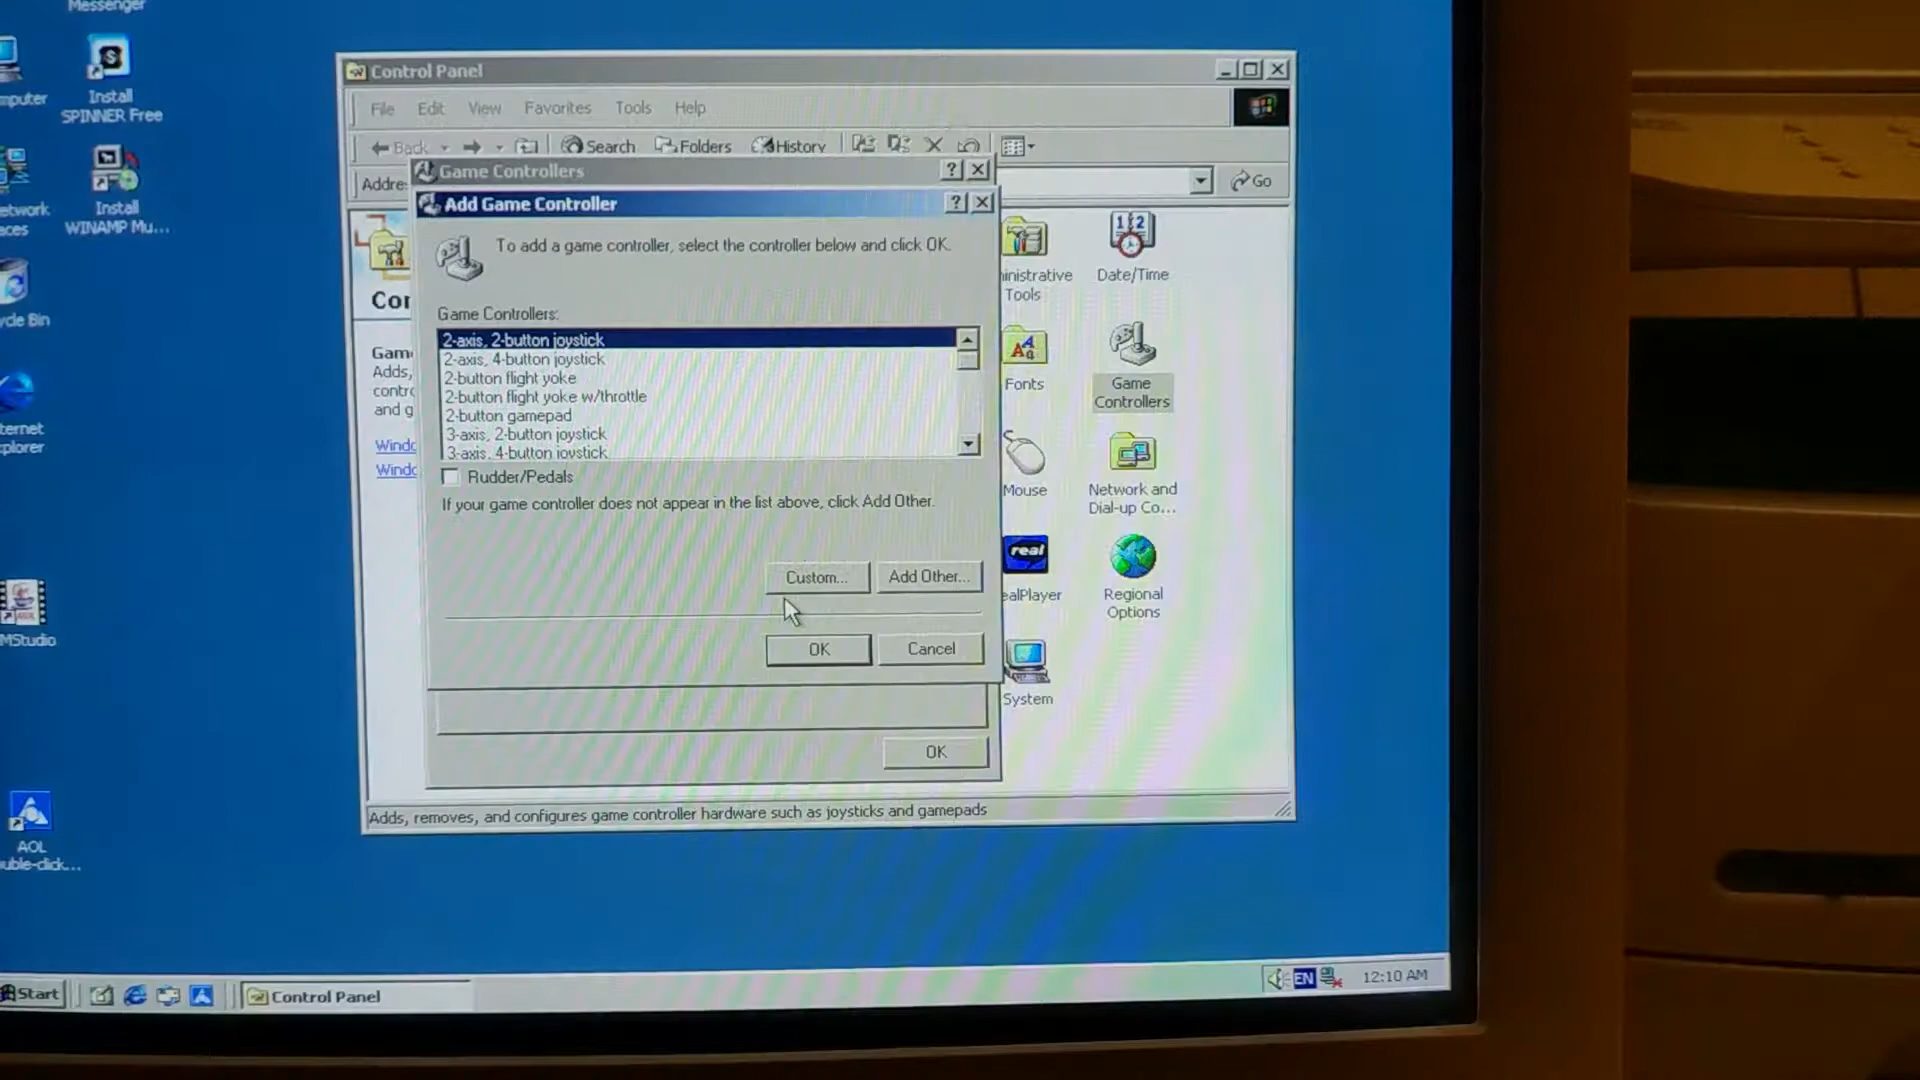 Messenger
mputer
Install
SPINNER Free
etwork
aces
Install
WINAMP Mu...
ycle Bin
ternet
xplorer
MStudio
AOL
uble-click...
Control Panel
File Edit View Favorites Tools Help
Back Search Folders History
Addre
Go
Game Controllers
Add Game Controller
To add a game controller, select the controller below and click OK.
Game Controllers:
2-axis, 2-button joystick
2-axis, 4-button joystick
2-button flight yoke
2-button flight yoke w/throttle
2-button gamepad
3-axis, 2-button joystick
3-axis, 4-button joystick
Rudder/Pedals
If your game controller does not appear in the list above, click Add Other.
Custom... Add Other...
OK Cancel
OK
Cor
Gam
Adds,
contro
and g
Windo
Windo
inistrative
Tools
Date/Time
Fonts
Game
Controllers
Mouse
Network and
Dial-up Co...
real
ealPlayer
Regional
Options
System
Adds, removes, and configures game controller hardware such as joysticks and gamepads
Start
Control Panel
EN
12:10 AM